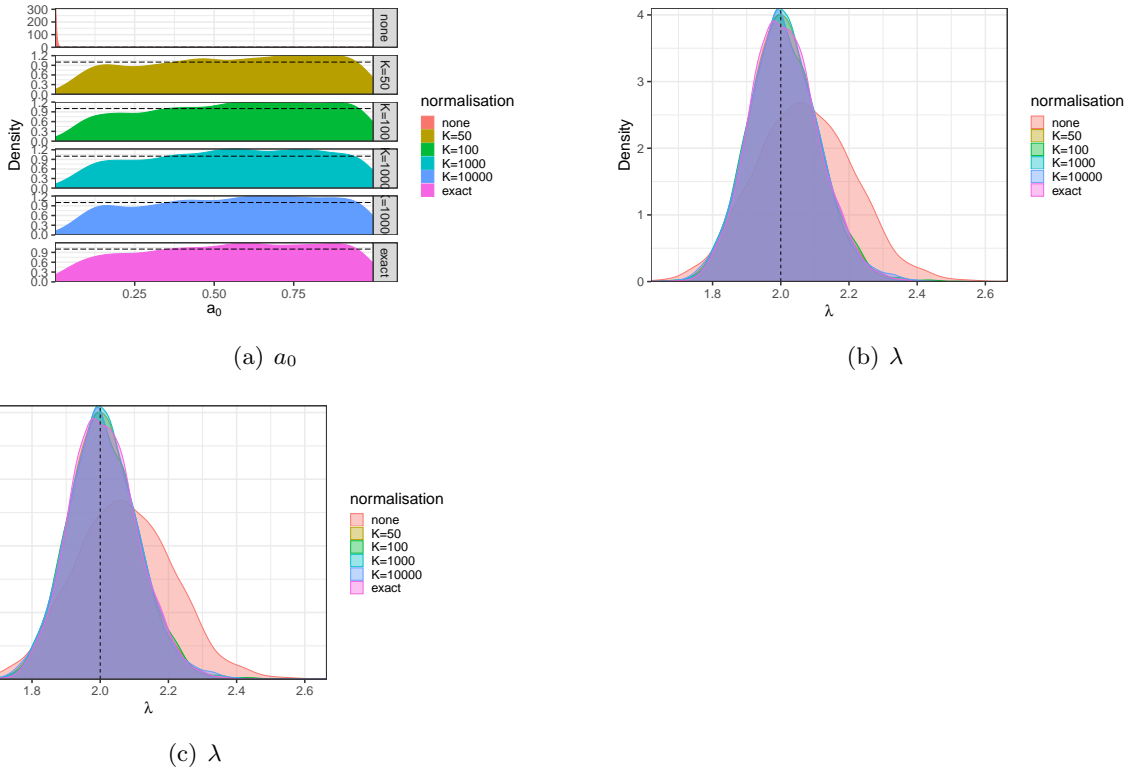 300
200
100
0
none
1.2
0.9
0.6
0.3
0.0
K=50
1.2
0.9
0.6
0.3
0.0
K=100
1.2
0.9
0.6
0.3
0.0
K=1000
1.2
0.9
0.6
0.3
0.0
K=1000
0.9
0.6
0.3
0.0
exact
Density
0.25 0.50 0.75
a0
normalisation
none
K=50
K=100
K=1000
K=10000
exact
(a) a0
4
3
2
1
0
Density
1.8 2.0 2.2 2.4 2.6
λ
normalisation
none
K=50
K=100
K=1000
K=10000
exact
(b) λ
1.8 2.0 2.2 2.4 2.6
λ
normalisation
none
K=50
K=100
K=1000
K=10000
exact
(c) λ